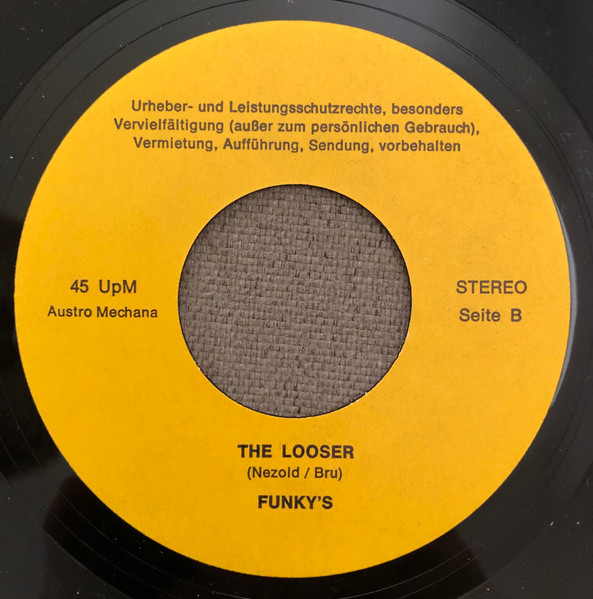 Urheber- und Leistungsschutzrechte, besonders
Vervielfältigung (außer zum persönlichen Gebrauch),
Vermietung, Aufführung, Sendung, vorbehalten
45 UpM
Austro Mechana
STEREO
Seite B
THE LOOSER
(Nezold / Bru)
FUNKY'S